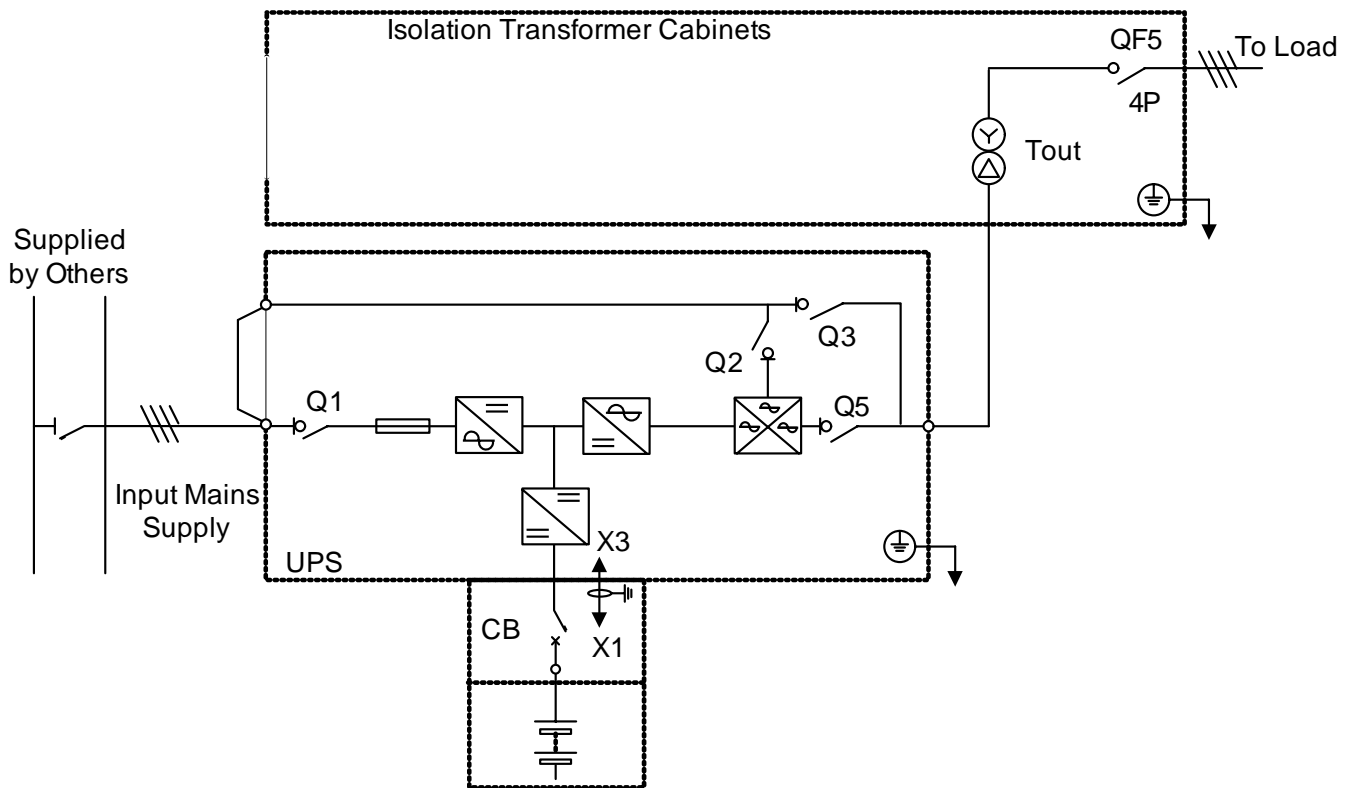 Isolation Transformer Cabinets
QF5
To Load
4P
Tout
Supplied
by Others
Q3
Q2
Q1
Q5
Input Mains
Supply
X3
UPS
CB
X1